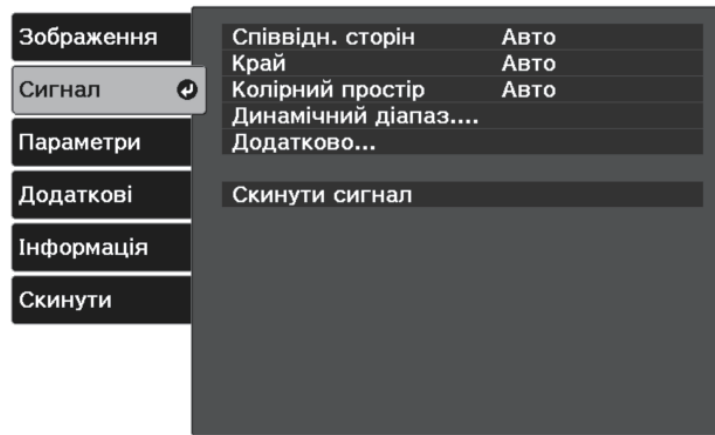 Зображення
Сигнал
Параметри
Додаткові
Інформація
Скинути
Співвідн. сторін Авто
Край Авто
Колірний простір Авто
Динамічний діапаз....
Додатково...
Скинути сигнал